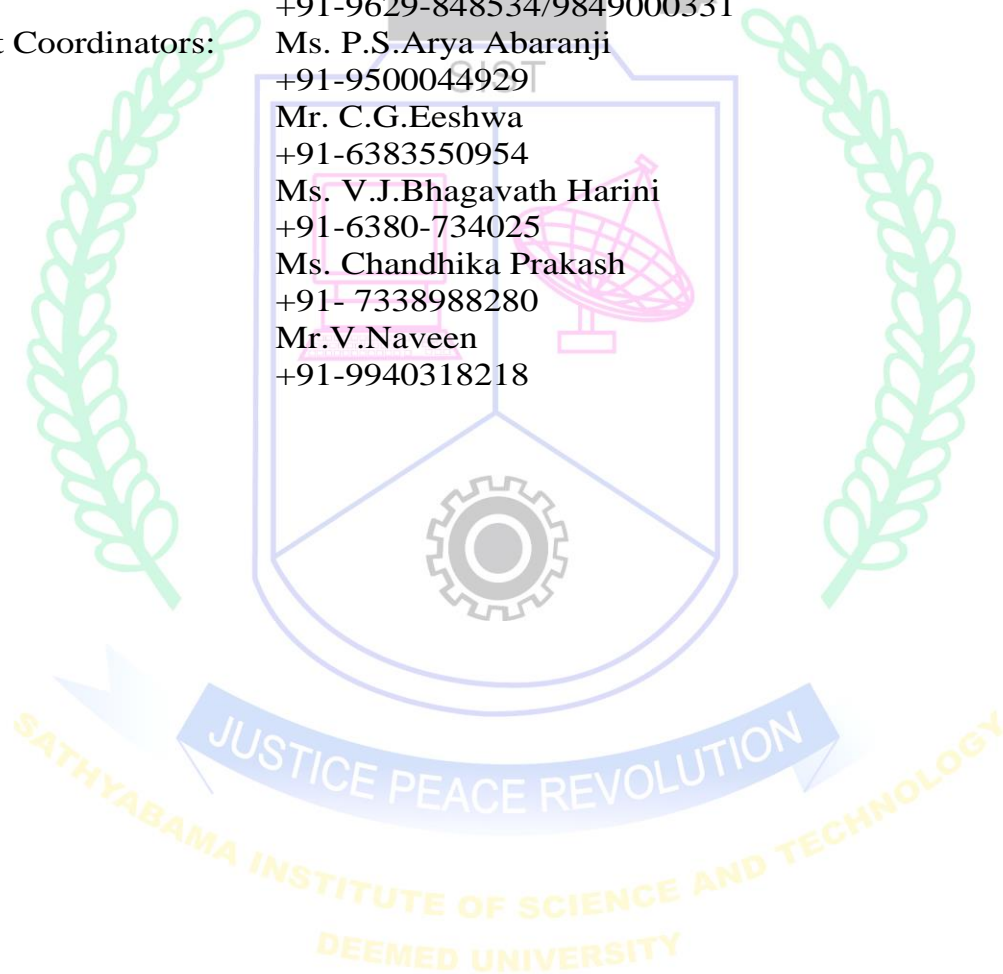 +91-9629-848534/9849000331
t Coordinators: Ms. P.S.Arya Abaranji
SIST
+91-9500044929
Mr. C.G.Eeshwa
+91-6383550954
Ms. V.J.Bhagavath Harini
+91-6380-734025
Ms. Chandhika Prakash
+91- 7338988280
Mr.V.Naveen
+91-9940318218
JUSTICE PEACE REVOLUTION
SATHYABAMA INSTITUTE OF SCIENCE AND TECHNOLOGY
DEEMED UNIVERSITY